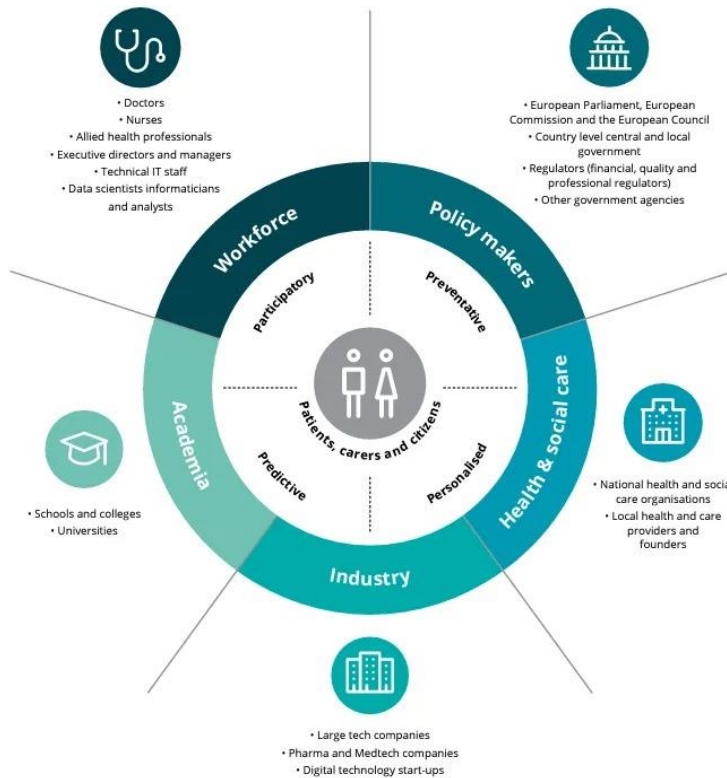 • Doctors
• Nurses
• Allied health professionals
• Executive directors and managers
• Technical IT staff
• Data scientists informaticians
and analysts
• European Parliament, European
Commission and the European Council
• Country level central and local
government
• Regulators (financial, quality and
professional regulators)
• Other government agencies
Workforce
Policy makers
Participatory
Preventative
Academia
Health & social care
Patients, carers and citizens
Predictive
Personalised
Industry
• Schools and colleges
• Universities
• National health and socia
care organisations
• Local health and care
providers and
founders
• Large tech companies
• Pharma and Medtech companies
• Digital technology start-ups